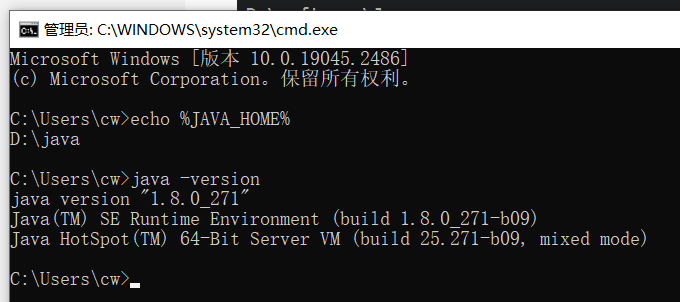 管理员: C:\WINDOWS\system32\cmd.exe
Microsoft Windows [版本 10.0.19045.2486]
(c) Microsoft Corporation。保留所有权利。
C:\Users\cw>echo %JAVA_HOME%
D:\java
C:\Users\cw>java -version
java version "1.8.0_271"
Java(TM) SE Runtime Environment (build 1.8.0_271-b09)
Java HotSpot(TM) 64-Bit Server VM (build 25.271-b09, mixed mode)
C:\Users\cw>